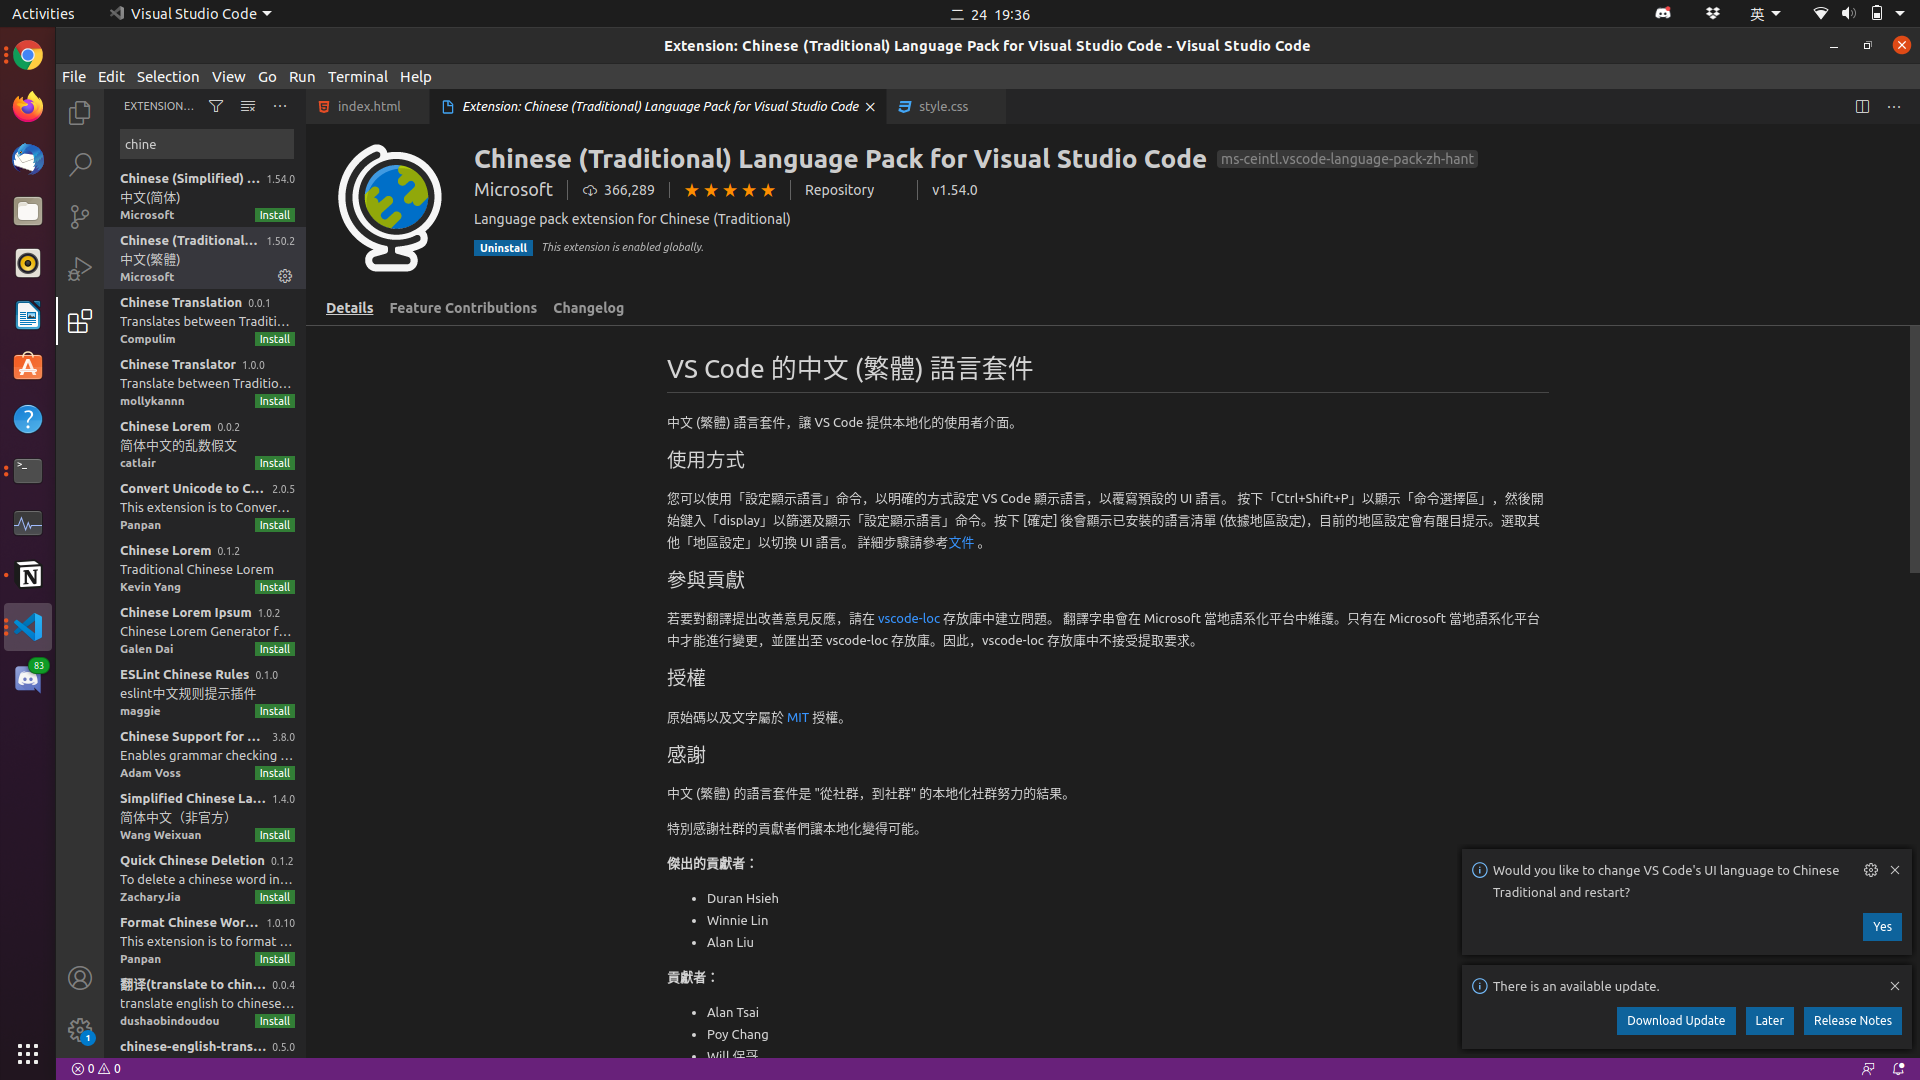 Activities
Visual Studio Code
二 24 19:36
英
Extension: Chinese (Traditional) Language Pack for Visual Studio Code - Visual Studio Code
File Edit Selection View Go Run Terminal Help
EXTENSION...
index.html
Extension: Chinese (Traditional) Language Pack for Visual Studio Code
style.css
chine
Chinese (Simplified) ... 1.54.0
中文(简体)
Microsoft Install
Chinese (Traditional... 1.50.2
中文(繁體)
Microsoft
Chinese Translation 0.0.1
Translates between Traditi...
Compulim Install
Chinese Translator 1.0.0
Translate between Traditio...
mollykannn Install
Chinese Lorem 0.0.2
简体中文的乱数假文
catlair Install
Convert Unicode to C... 2.0.5
This extension is to Conver...
Panpan Install
Chinese Lorem 0.1.2
Traditional Chinese Lorem
Kevin Yang Install
Chinese Lorem Ipsum 1.0.2
Chinese Lorem Generator f...
Galen Dai Install
ESLint Chinese Rules 0.1.0
eslint中文规则提示插件
maggie Install
Chinese Support for ... 3.8.0
Enables grammar checking ...
Adam Voss Install
Simplified Chinese La... 1.4.0
简体中文（非官方）
Wang Weixuan Install
Quick Chinese Deletion 0.1.2
To delete a chinese word in...
ZacharyJia Install
Format Chinese Wor... 1.0.10
This extension is to format ...
Panpan Install
翻译(translate to chin... 0.0.4
translate english to chinese...
dushaobindoudou Install
chinese-english-trans... 0.5.0
Chinese (Traditional) Language Pack for Visual Studio Code ms-ceintl.vscode-language-pack-zh-hant
Microsoft 366,289 ★★★★★ Repository v1.54.0
Language pack extension for Chinese (Traditional)
Uninstall This extension is enabled globally.
Details Feature Contributions Changelog
VS Code 的中文 (繁體) 語言套件
中文 (繁體) 語言套件，讓 VS Code 提供本地化的使用者介面。
使用方式
您可以使用「設定顯示語言」命令，以明確的方式設定 VS Code 顯示語言，以覆寫預設的 UI 語言。 按下「Ctrl+Shift+P」以顯示「命令選擇區」，然後開
始鍵入「display」以篩選及顯示「設定顯示語言」命令。按下 [確定] 後會顯示已安裝的語言清單 (依據地區設定)，目前的地區設定會有醒目提示。選取其
他「地區設定」以切換 UI 語言。 詳細步驟請參考文件 。
參與貢獻
若要對翻譯提出改善意見反應，請在 vscode-loc 存放庫中建立問題。 翻譯字串會在 Microsoft 當地語系化平台中維護。只有在 Microsoft 當地語系化平台
中才能進行變更，並匯出至 vscode-loc 存放庫。因此，vscode-loc 存放庫中不接受提取要求。
授權
原始碼以及文字屬於 MIT 授權。
感謝
中文 (繁體) 的語言套件是 "從社群，到社群" 的本地化社群努力的結果。
特別感謝社群的貢獻者們讓本地化變得可能。
傑出的貢獻者：
• Duran Hsieh
• Winnie Lin
• Alan Liu
貢獻者：
• Alan Tsai
• Poy Chang
• Will 保哥
Would you like to change VS Code's UI language to Chinese
Traditional and restart?
Yes
There is an available update.
Download Update Later Release Notes
83
1
0 0